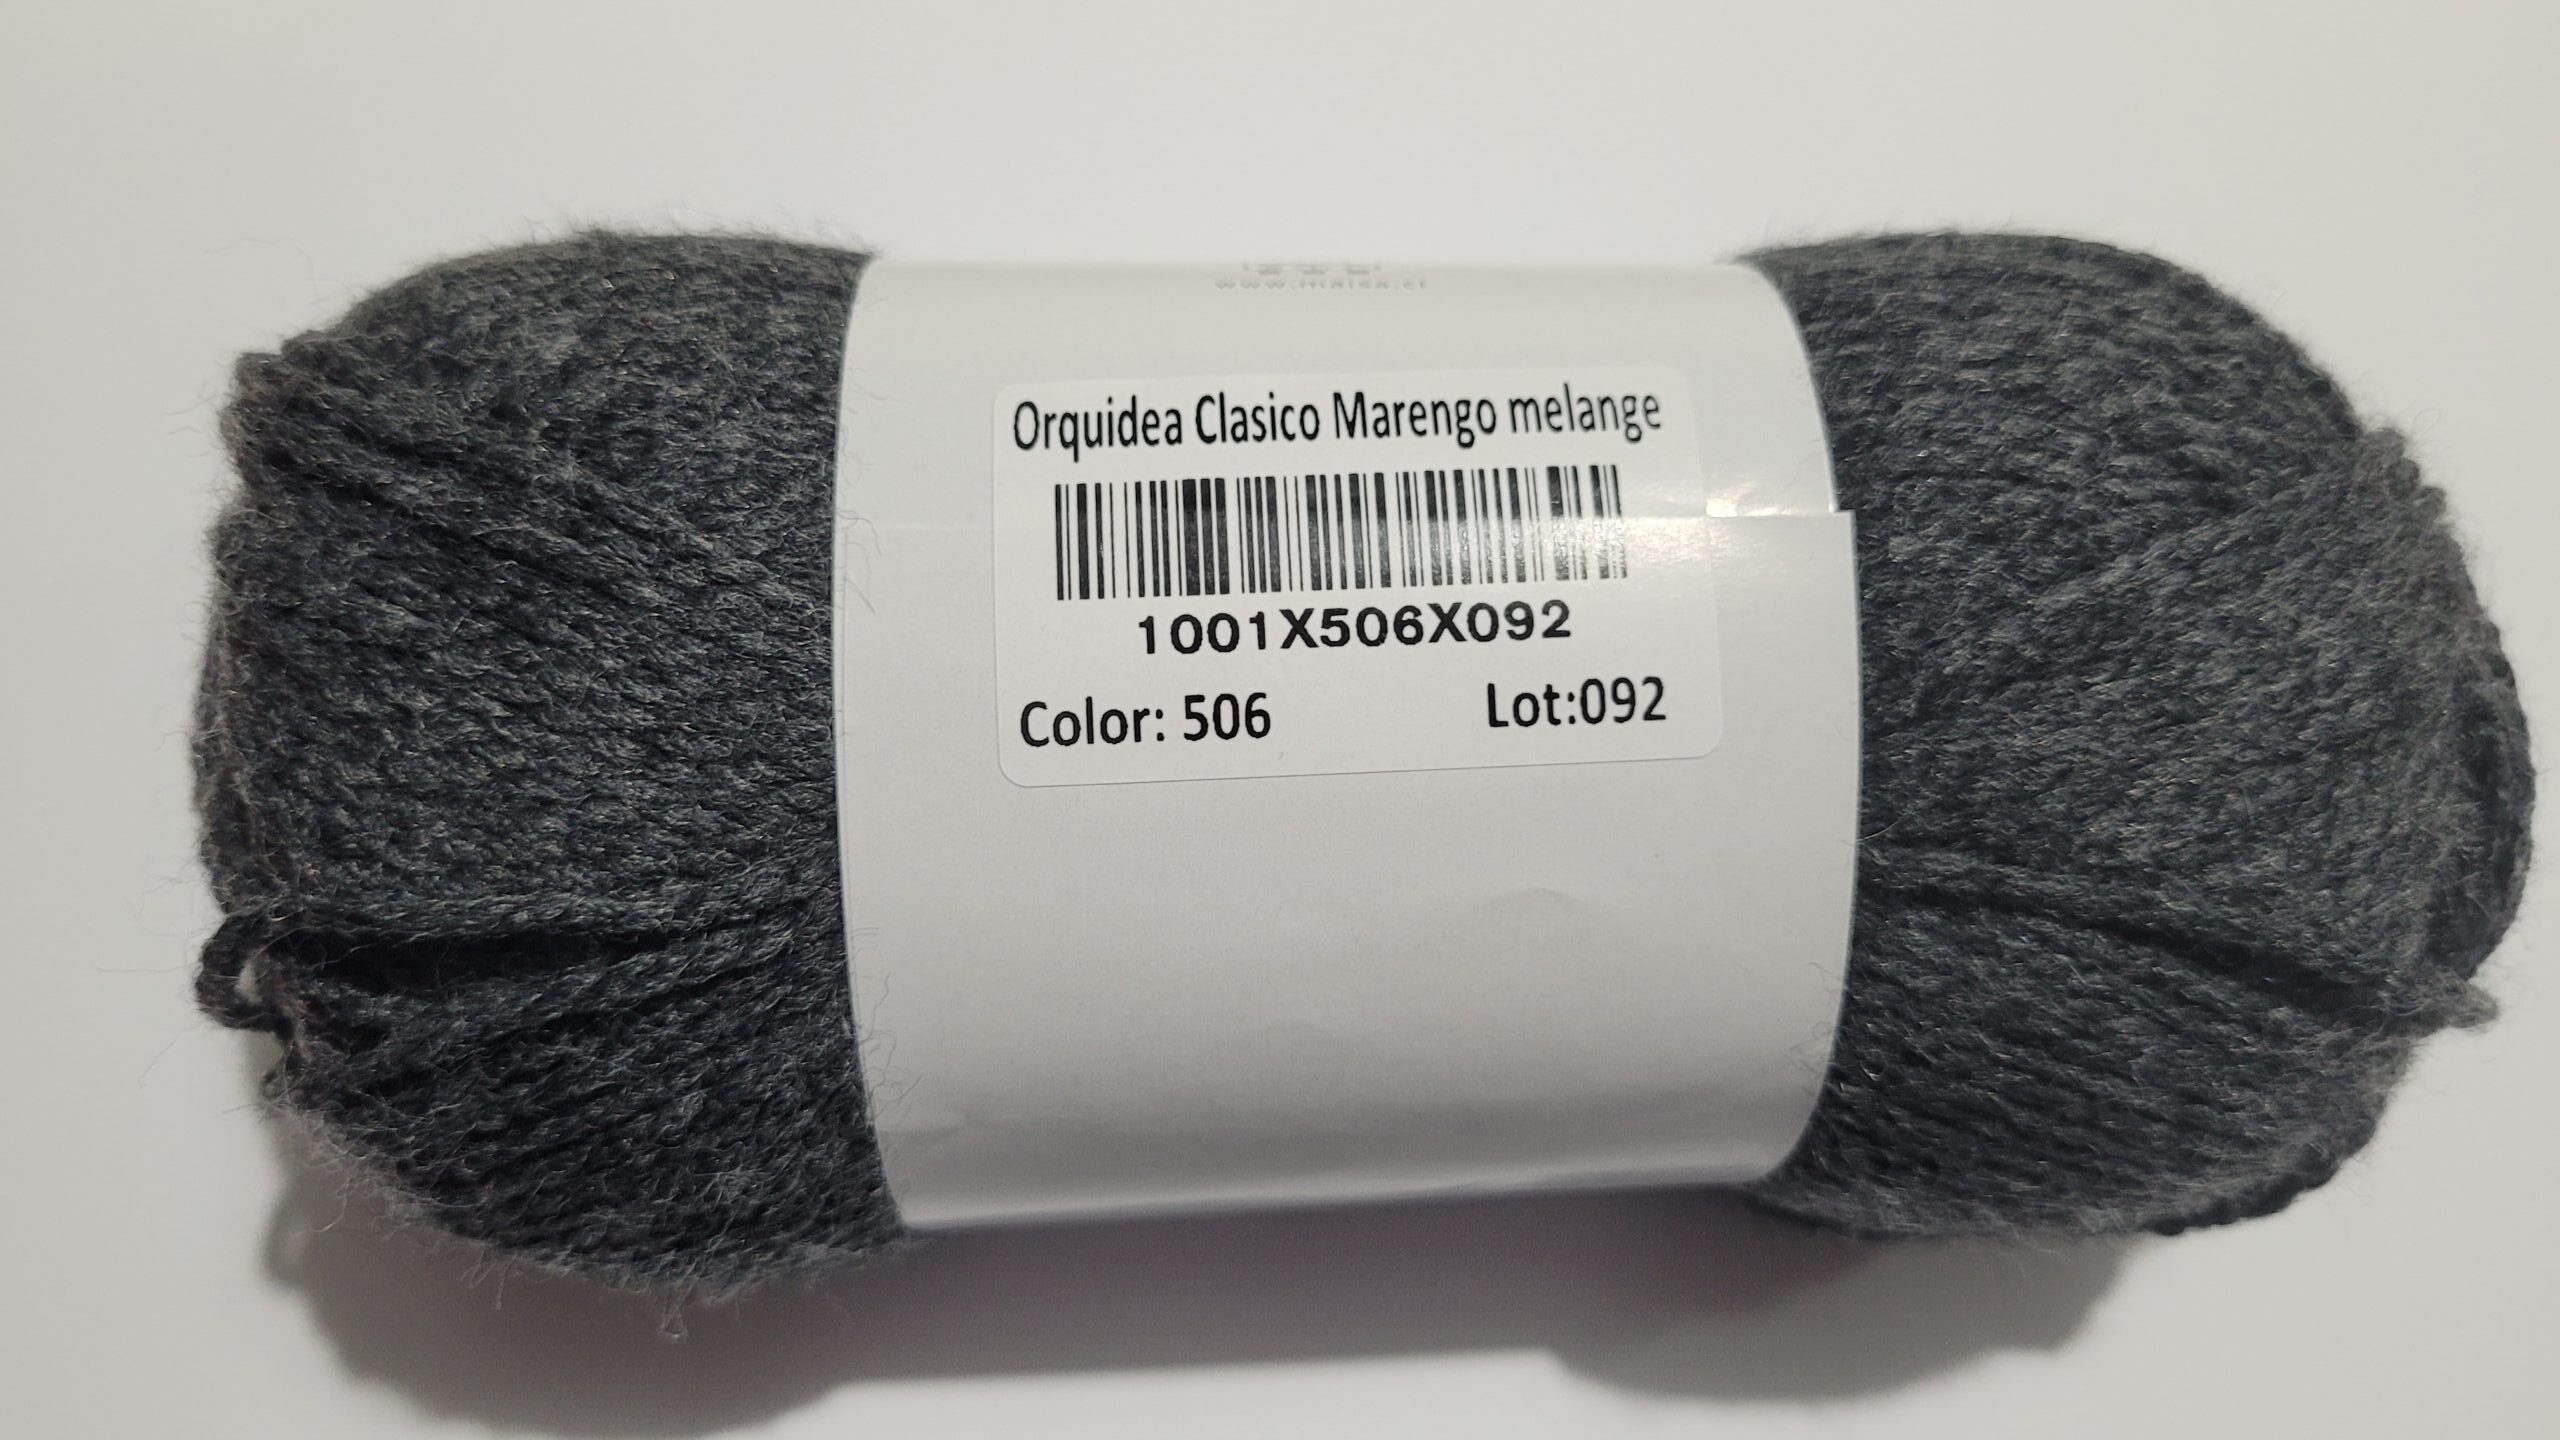 Orquidea Clasico Marengo melange
1001X506X092
Color: 506 Lot:092